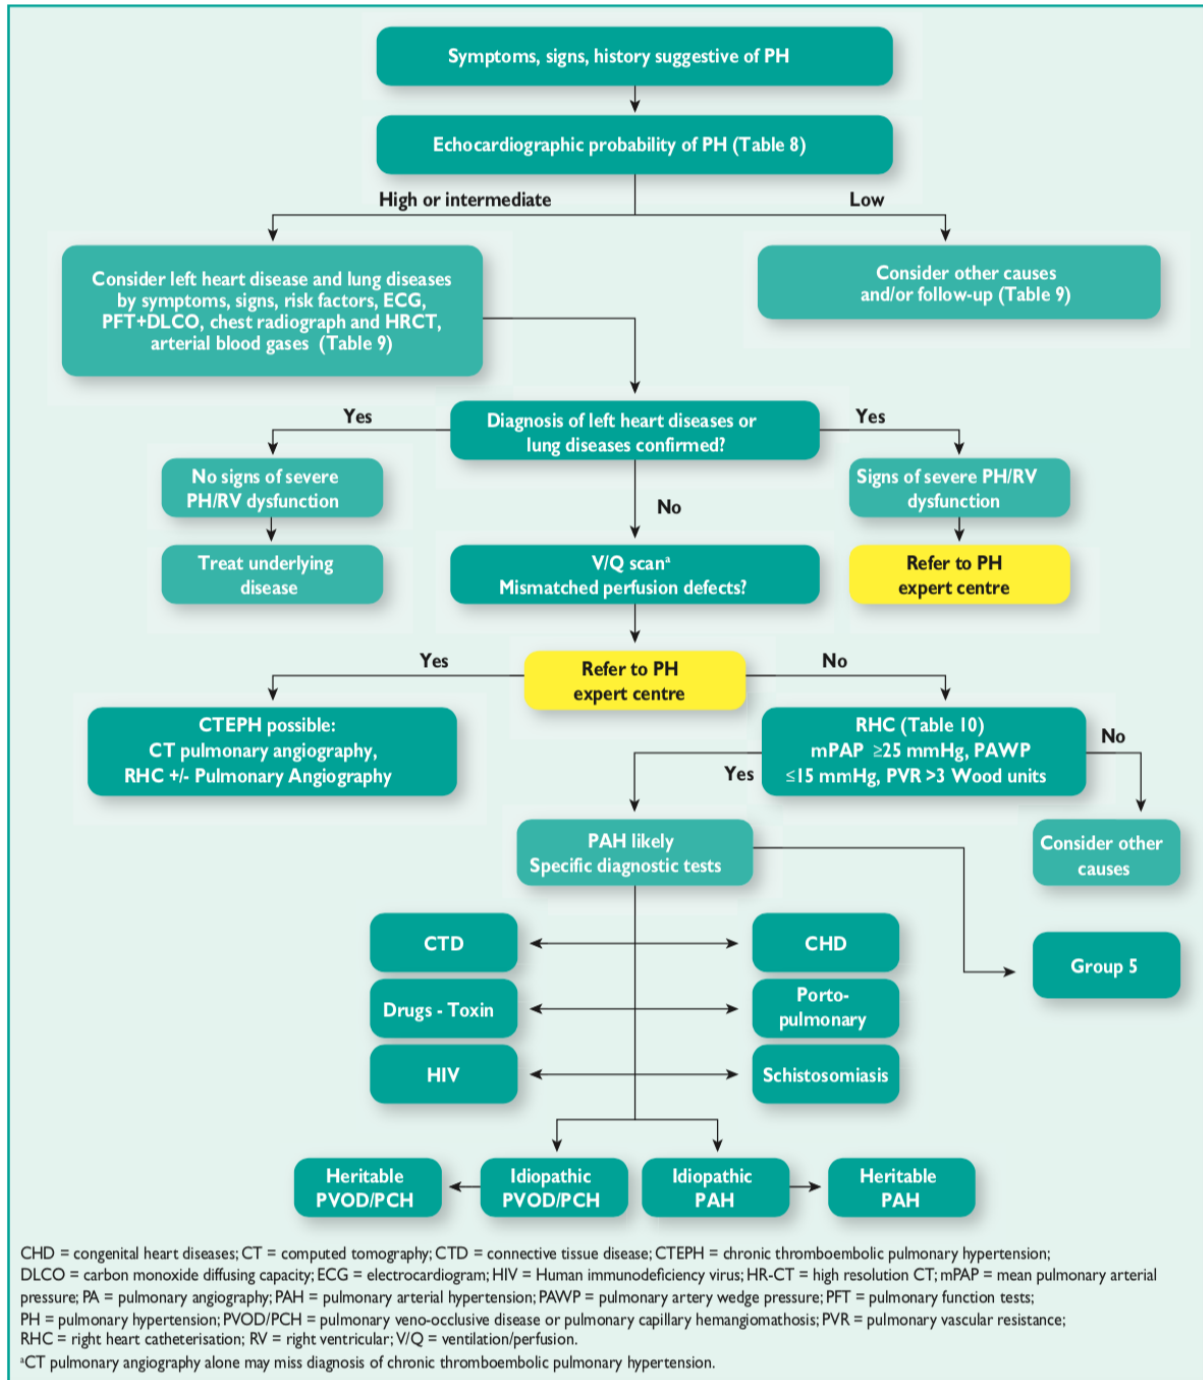 Symptoms, signs, history suggestive of PH
Echocardiographic probability of PH (Table 8)
High or intermediate
Low
Consider left heart disease and lung diseases
by symptoms, signs, risk factors, ECG,
PFT+DLCO, chest radiograph and HRCT,
arterial blood gases (Table 9)
Consider other causes
and/or follow-up (Table 9)
Yes
Diagnosis of left heart diseases or
lung diseases confirmed?
Yes
No signs of severe
PH/RV dysfunction
Signs of severe PH/RV
dysfunction
No
Treat underlying
disease
V/Q scanᵃ
Mismatched perfusion defects?
Refer to PH
expert centre
Yes
Refer to PH
expert centre
No
CTEPH possible:
CT pulmonary angiography,
RHC +/- Pulmonary Angiography
RHC (Table 10)
mPAP ≥25 mmHg, PAWP
≤15 mmHg, PVR >3 Wood units
No
Yes
PAH likely
Specific diagnostic tests
Consider other
causes
CTD
CHD
Group 5
Drugs - Toxin
Porto-
pulmonary
HIV
Schistosomiasis
Heritable
PVOD/PCH
Idiopathic
PVOD/PCH
Idiopathic
PAH
Heritable
PAH
CHD = congenital heart diseases; CT = computed tomography; CTD = connective tissue disease; CTEPH = chronic thromboembolic pulmonary hypertension;
DLCO = carbon monoxide diffusing capacity; ECG = electrocardiogram; HIV = Human immunodeficiency virus; HR-CT = high resolution CT; mPAP = mean pulmonary arterial
pressure; PA = pulmonary angiography; PAH = pulmonary arterial hypertension; PAWP = pulmonary artery wedge pressure; PFT = pulmonary function tests;
PH = pulmonary hypertension; PVOD/PCH = pulmonary veno-occlusive disease or pulmonary capillary hemangiomathosis; PVR = pulmonary vascular resistance;
RHC = right heart catheterisation; RV = right ventricular; V/Q = ventilation/perfusion.
ᵃCT pulmonary angiography alone may miss diagnosis of chronic thromboembolic pulmonary hypertension.